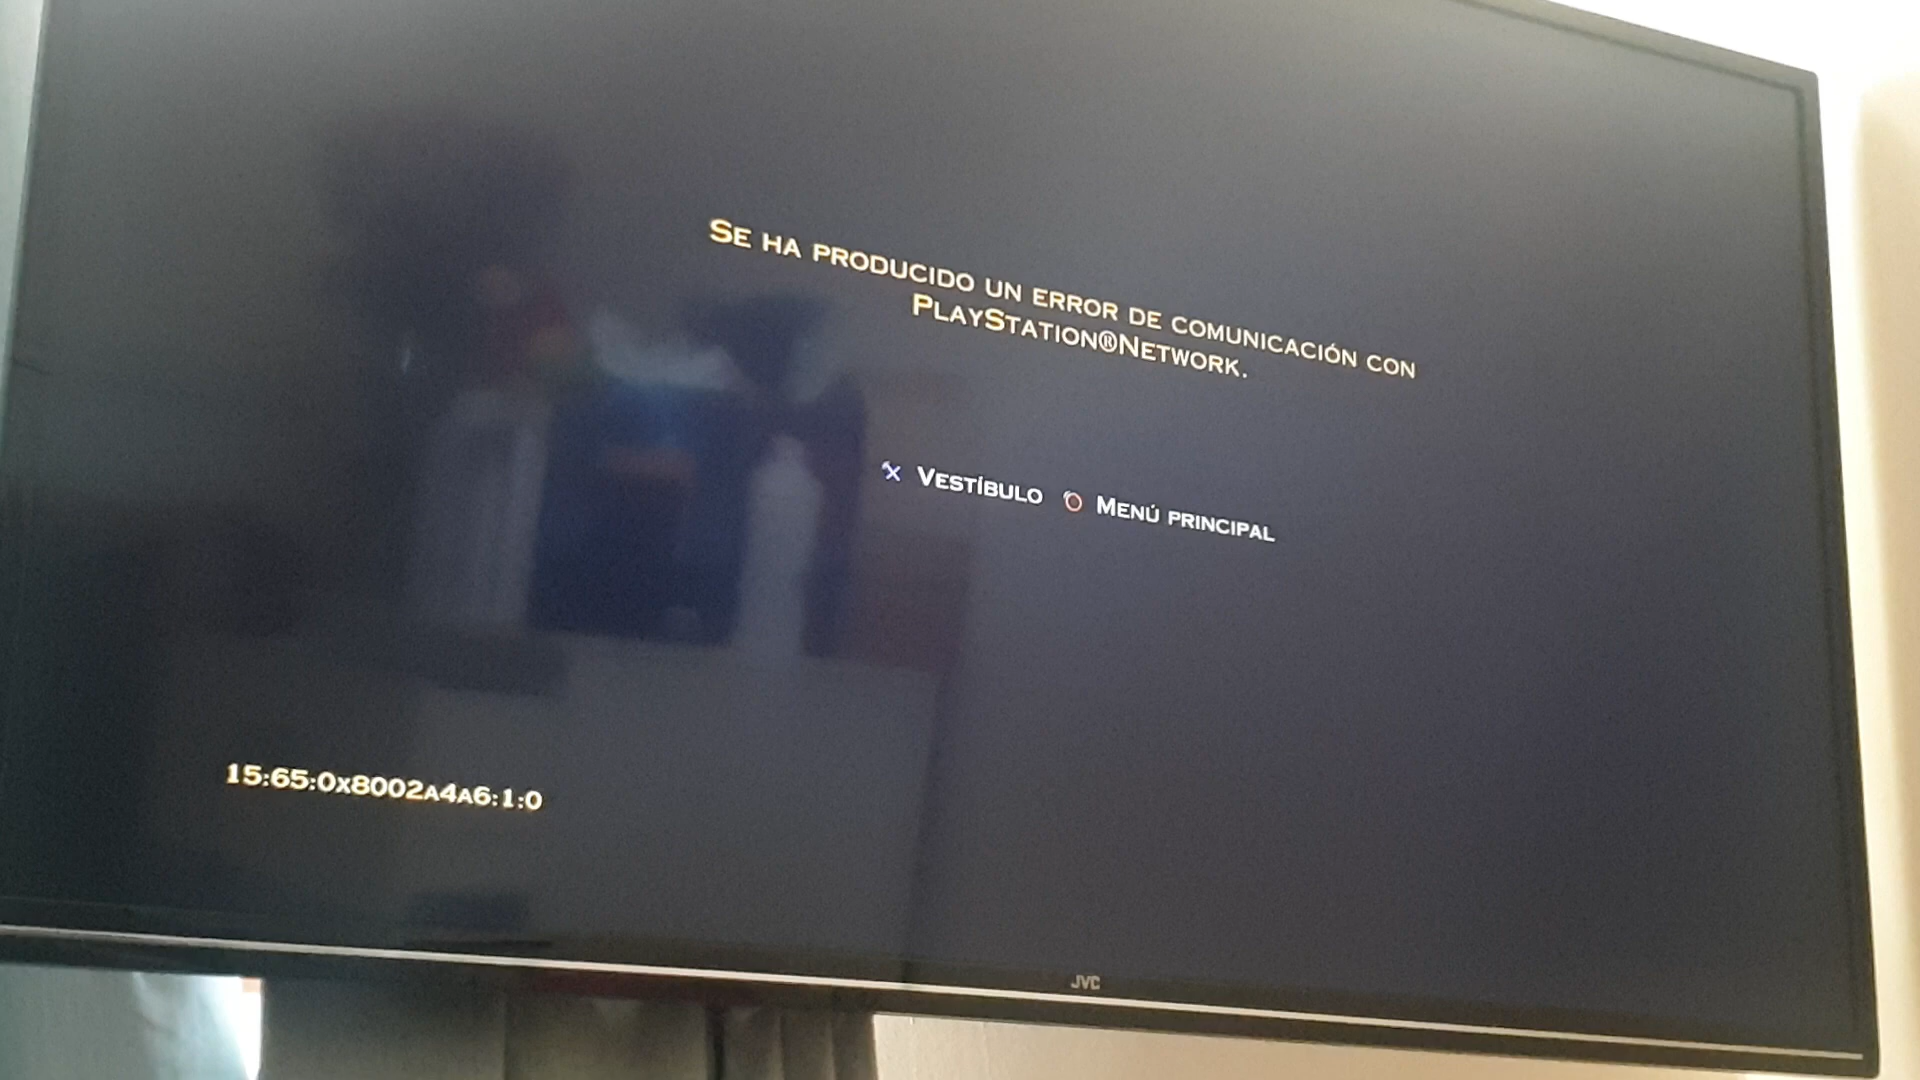 Se ha producido un error de comunicación con
PlayStation®Network.
Vestíbulo Menú principal
15:65:0x8002a4a6:1:0
JVC